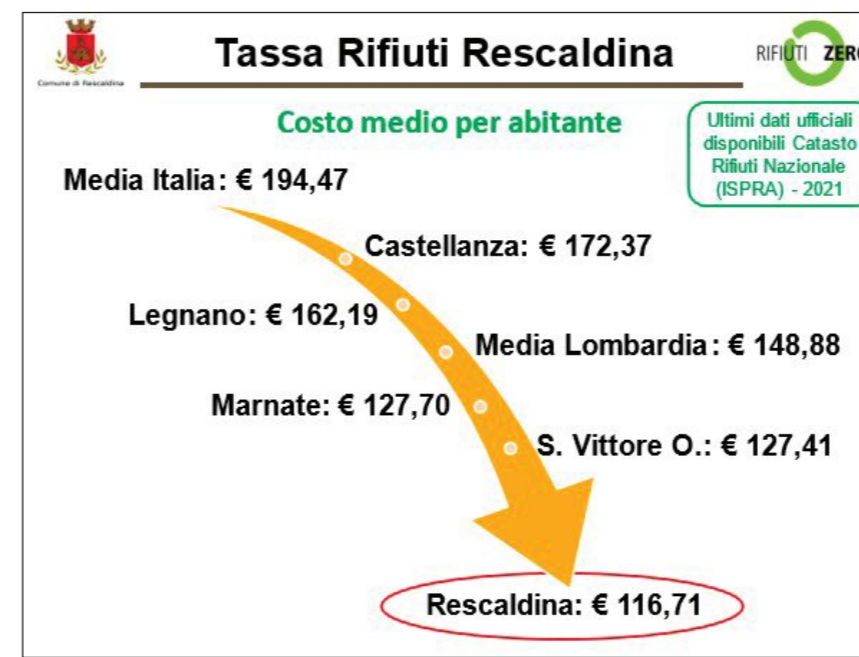 Comune di Rescaldina
Tassa Rifiuti Rescaldina
RIFIUTI ZERO
Costo medio per abitante
Ultimi dati ufficiali
disponibili Catasto
Rifiuti Nazionale
(ISPRA) - 2021
Media Italia: € 194,47
Castellanza: € 172,37
Legnano: € 162,19
Media Lombardia: € 148,88
Marnate: € 127,70
S. Vittore O.: € 127,41
Rescaldina: € 116,71